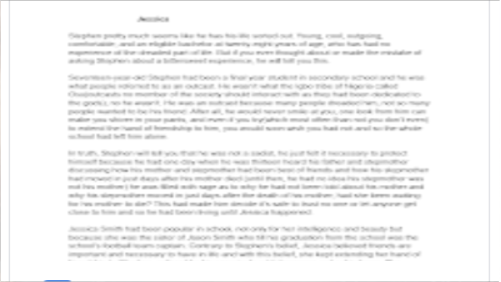 Jessica
Stephen pretty much seems like he has his life sorted out. Young, cool, outgoing,
comfortable, and an eligible bachelor at twenty-eight years of age, who has had no
experience of the dreaded part of life. But if you ever thought about or made the mistake of
asking Stephen about a bittersweet experience, he will tell you this.
Seventeen-year-old Stephen had been a final year student in secondary school and he was
what people referred to as an outcast. He wasn't what the Igbo tribe of Nigeria called
Osu(outcasts no member of the society should interact with as they had been dedicated to
the gods), no he wasn't. He was an outcast because many people dreaded him, not so many
people wanted to be his friend. After all, he would never smile at you, one look from him can
make you shiver in your pants, and even if you try(which most often than not you don't even)
to extend the hand of friendship to him, you would soon wish you had not and so the whole
school had left him alone.
In truth, Stephen will tell you that he was not a sadist, he just felt it necessary to protect
himself because he had one day when he was thirteen heard his father and stepmother
discussing how his mother and stepmother had been best of friends and how his stepmother
had moved in just days after his mother died (until then, he had no idea his stepmother was
not his mother) he was filled with rage as to why he had not been told about his mother and
why his stepmother moved in just days after the death of his mother, had she been waiting
for his mother to die? This had made him decide it's safe to trust no one or let anyone get
close to him and so he had been doing until Jessica happened.
Jessica Smith had been popular in school, not only for her intelligence and beauty but
because she was the sister of Jason Smith who till his graduation from the school was the
school's football team captain. Contrary to Stephen's belief, Jessica believed friends are
important and necessary to have in life and with this belief, she kept extending her hand of